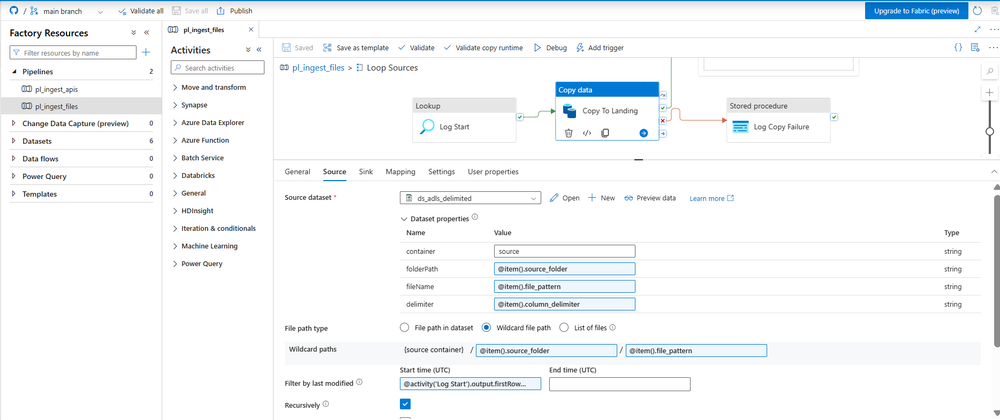 / main branch
Validate all
Save all
Publish
Upgrade to Fabric (preview)
Factory Resources
Filter resources by name
Pipelines 2
pl_ingest_apis
pl_ingest_files
Change Data Capture (preview) 0
Datasets 6
Data flows 0
Power Query 0
Templates 0
pl_ingest_files
Activities
Search activities
Move and transform
Synapse
Azure Data Explorer
Azure Function
Batch Service
Databricks
General
HDInsight
Iteration & conditionals
Machine Learning
Power Query
Saved
Save as template
Validate
Validate copy runtime
Debug
Add trigger
{}
pl_ingest_files > Loop Sources
Lookup
Log Start
Copy data
Copy To Landing
Stored procedure
Log Copy Failure
General
Source
Sink
Mapping
Settings
User properties
Source dataset *
ds_adls_delimited
Open
New
Preview data
Learn more
Dataset properties
Name Value Type
container source string
folderPath @item().source_folder string
fileName @item().file_pattern string
delimiter @item().column_delimiter string
File path type
File path in dataset
Wildcard file path
List of files
Wildcard paths
{source container} / @item().source_folder / @item().file_pattern
Start time (UTC) End time (UTC)
Filter by last modified
@activity('Log Start').output.firstRow...
Recursively